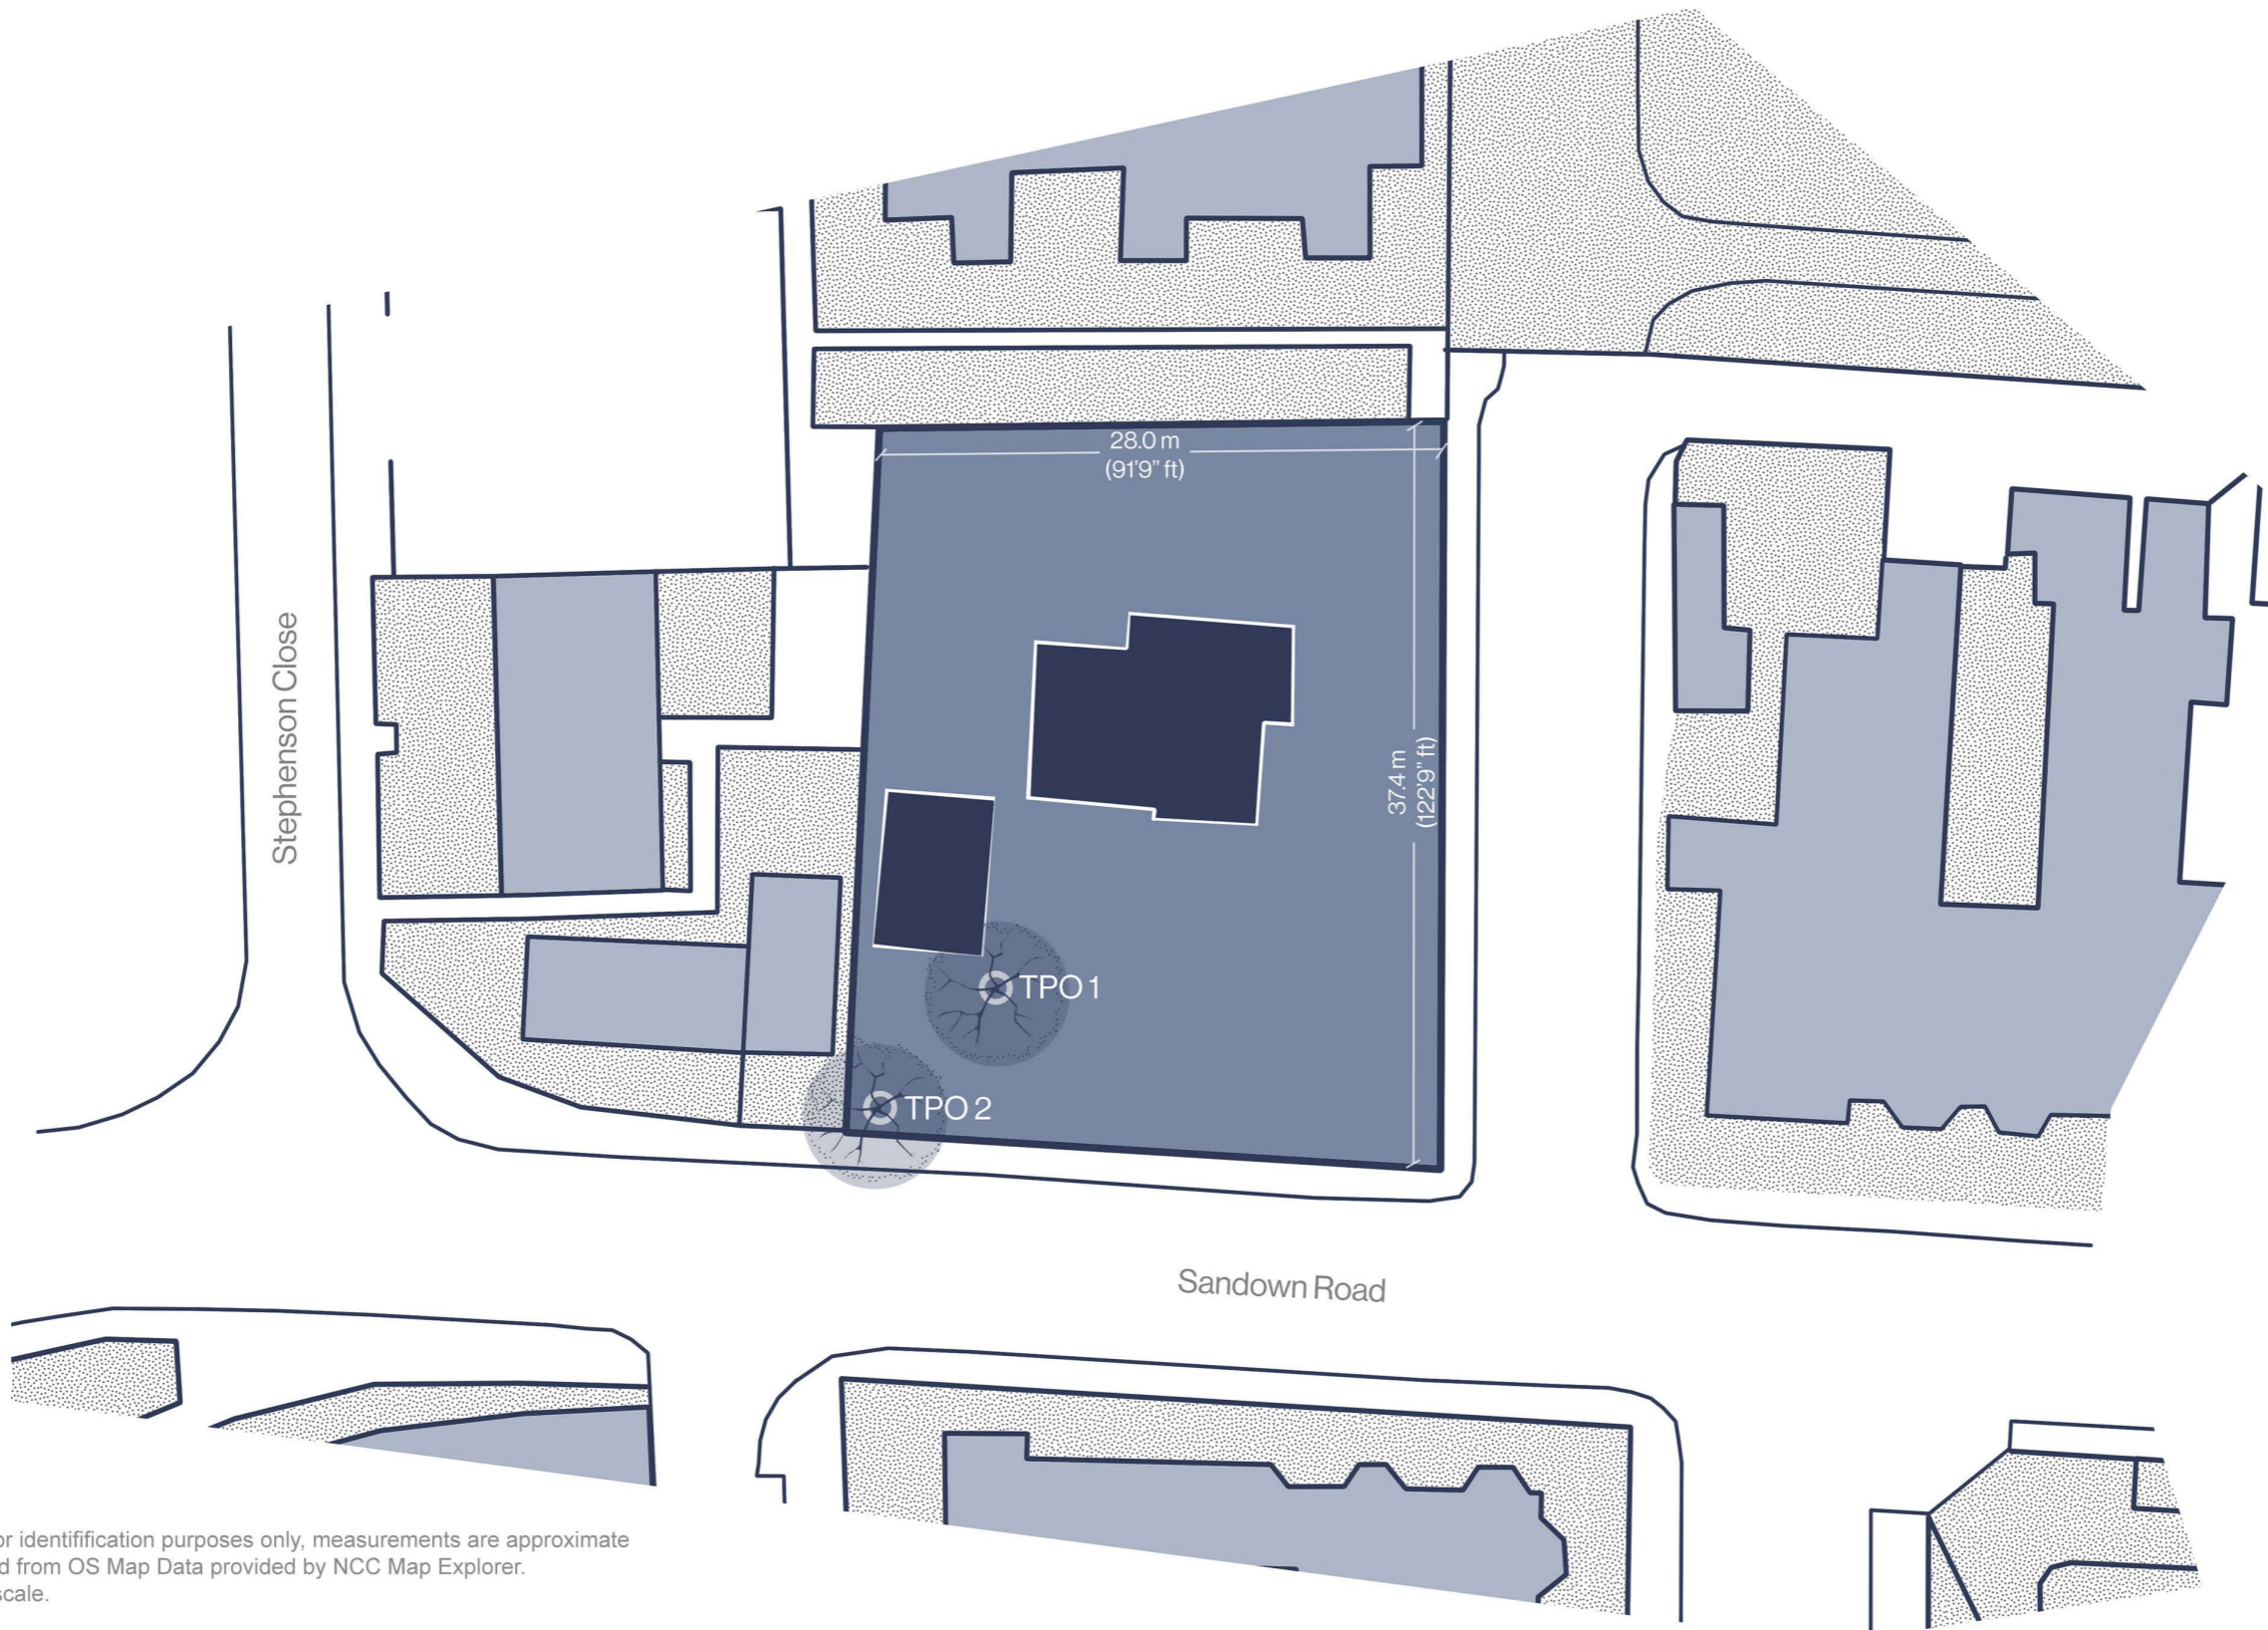 28.0 m
(91'9" ft)
Stephenson Close
37.4 m
(122'9" ft)
TPO 1
TPO 2
Sandown Road
identifification purposes only, measurements are approximate
from OS Map Data provided by NCC Map Explorer.
scale.